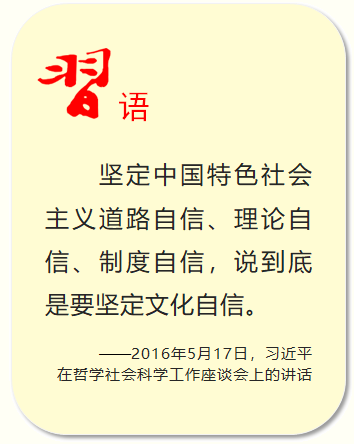 習语
坚定中国特色社会
主义道路自信、理论自
信、制度自信，说到底
是要坚定文化自信。
——2016年5月17日，习近平
在哲学社会科学工作座谈会上的讲话